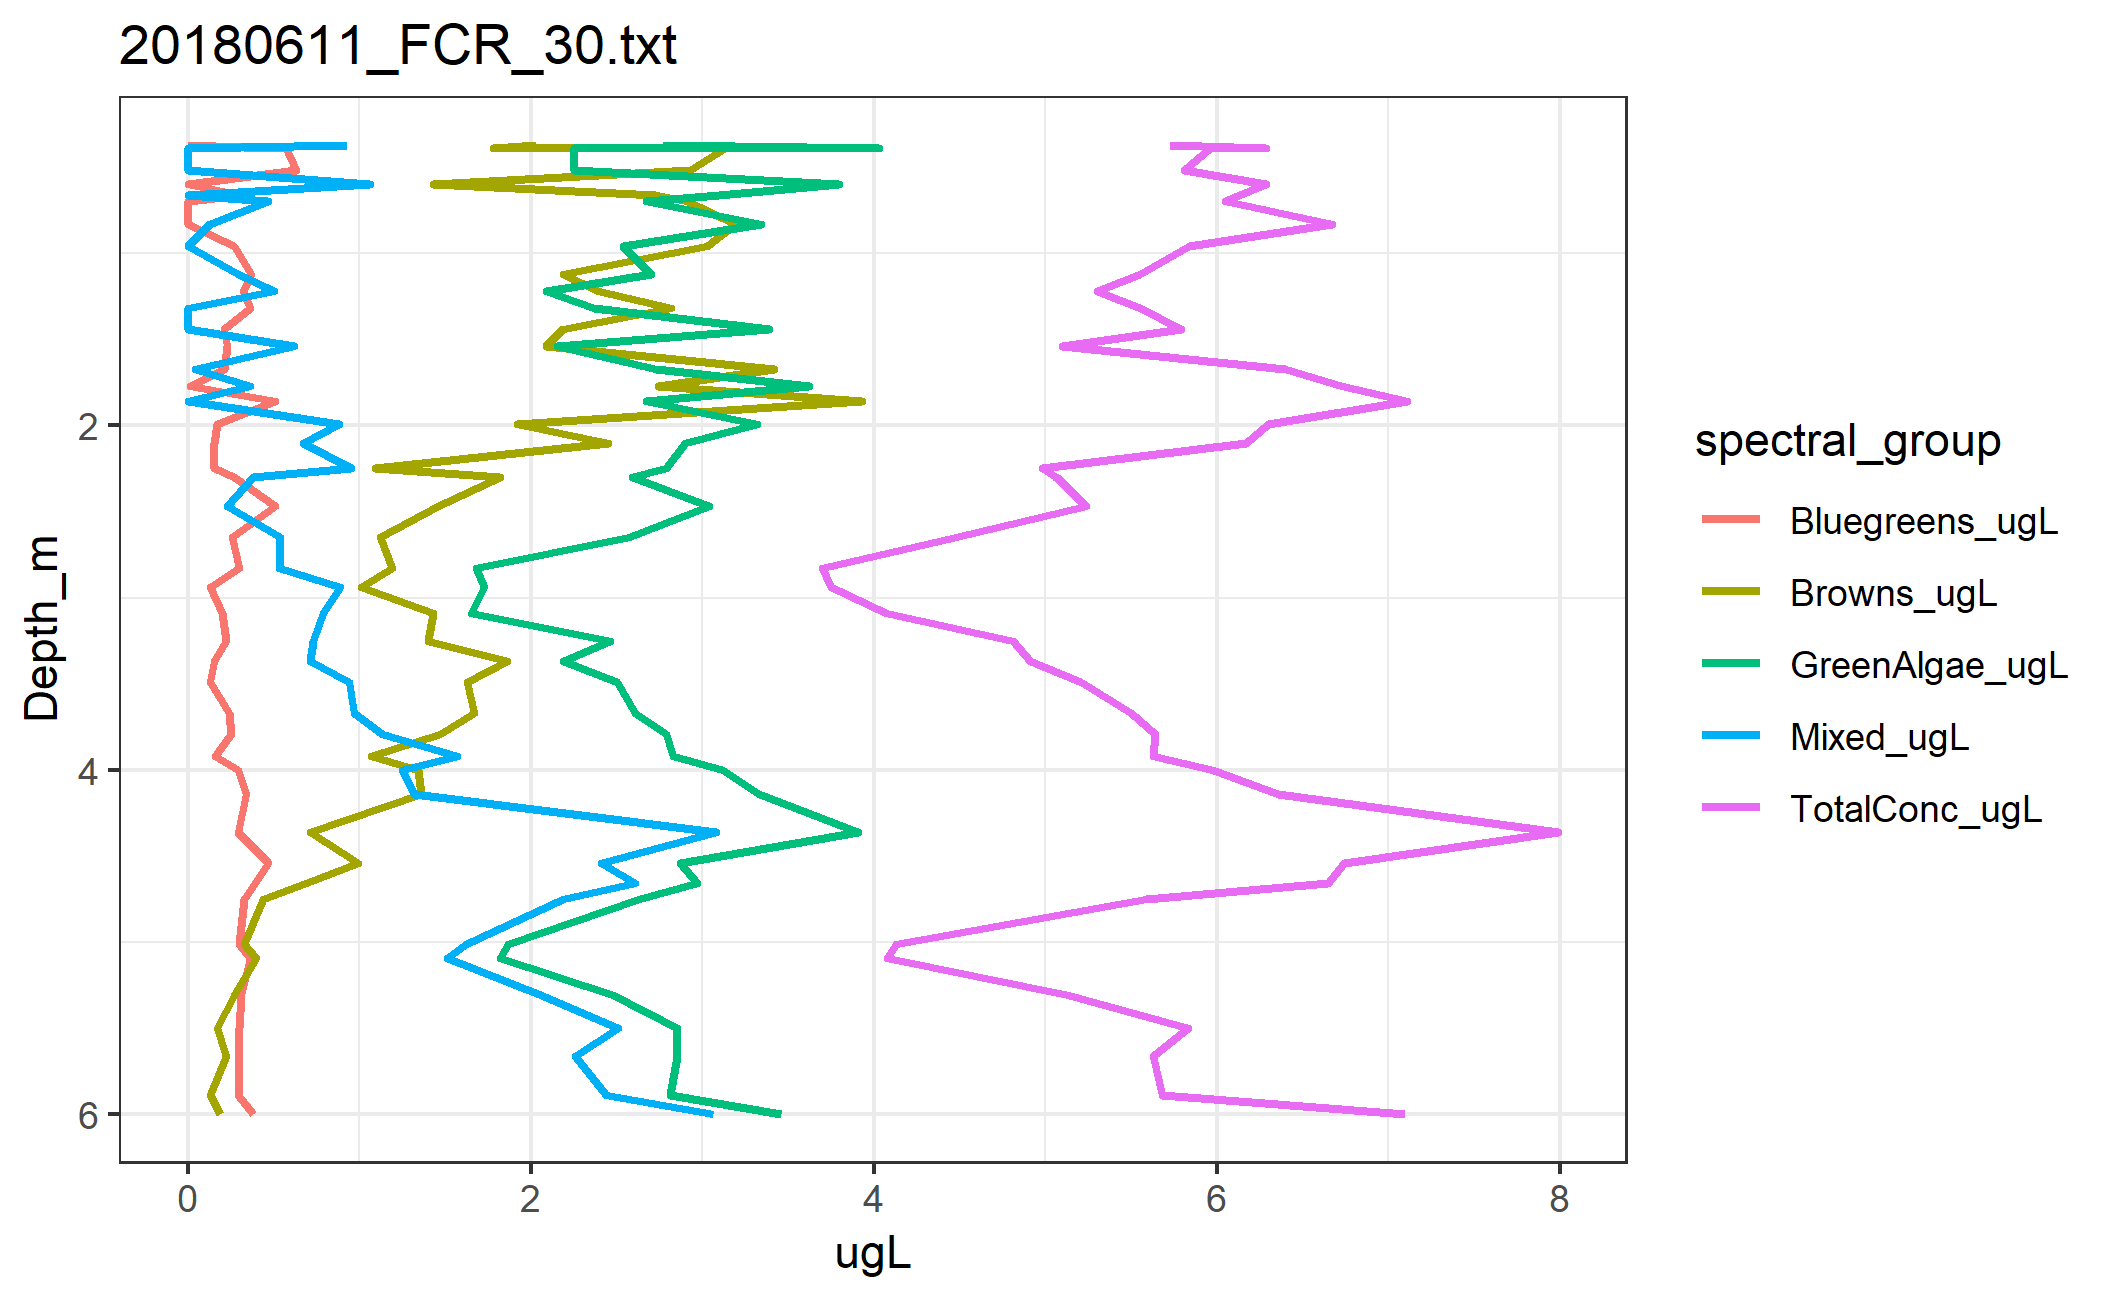 20180611_FCR_30.txt
Depth_m
2
4
6
0
2
4
6
8
ugL
spectral_group
Bluegreens_ugL
Browns_ugL
GreenAlgae_ugL
Mixed_ugL
TotalConc_ugL